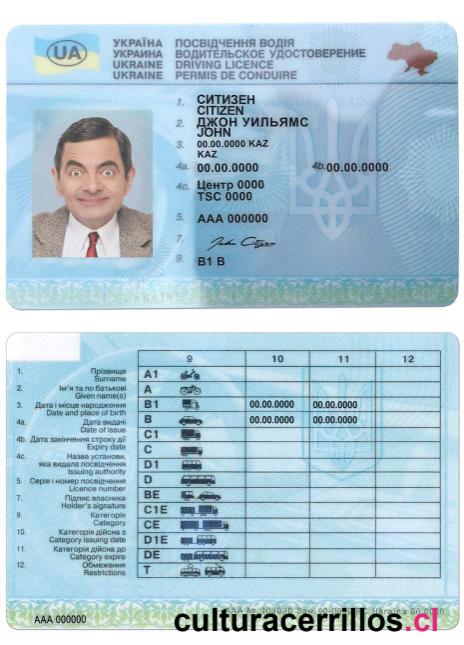 UA
УКРАЇНА ПОСВІДЧЕННЯ ВОДІЯ
УКРАИНА ВОДИТЕЛЬСКОЕ УДОСТОВЕРЕНИЕ
UKRAINE DRIVING LICENCE
UKRAINE PERMIS DE CONDUIRE
1. СИТИЗЕН
CITIZEN
2. ДЖОН УИЛЬЯМС
JOHN
3. 00.00.0000 KAZ
KAZ
4a. 00.00.0000 4b. 00.00.0000
4c. Центр 0000
TSC 0000
5. AAA 000000
7.
9. B1 B
9 10 11 12
1. Прізвище
Surname
A1
2. Ім'я та по батькові
Given name(s)
A
3. Дата і місце народження
Date and place of birth
B1 00.00.0000 00.00.0000
4a. Дата видачі
Date of issue
B 00.00.0000 00.00.0000
4b. Дата закінчення строку дії
Expiry date
C1
4c. Назва установи,
яка видала посвідчення
Issuing authority
C
D1
5. Серія і номер посвідчення
Licence number
D
7. Підпис власника
Holder's signature
BE
9. Категорія
Category
C1E
10. Категорія дійсна з
Category issuing date
CE
D1E
11. Категорія дійсна до
Category expire
DE
12. Обмеження
Restrictions
T
AAA 000000
culturacerrillos.cl